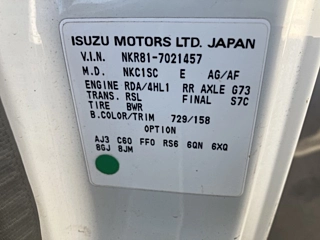 ISUZU MOTORS LTD. JAPAN
V.I.N. NKR81-7021457
M.D. NKC1SC E AG/AF
ENGINE RDA/4HL1 RR AXLE G73
TRANS. RSL FINAL S7C
TIRE BWR
B.COLOR/TRIM 729/158
OPTION
AJ3 C60 FF0 RS6 6QN 6XQ
8GJ 8JM